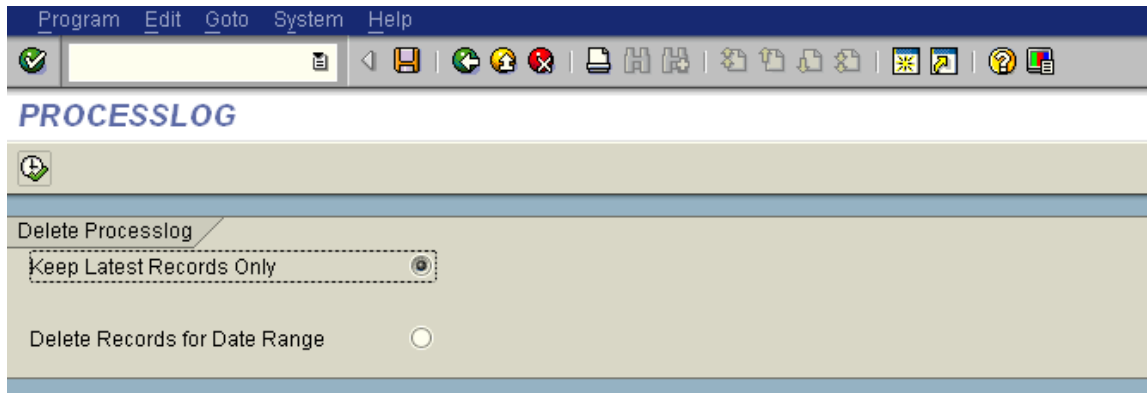 Program Edit Goto System Help
PROCESSLOG
Delete Processlog
Keep Latest Records Only
Delete Records for Date Range